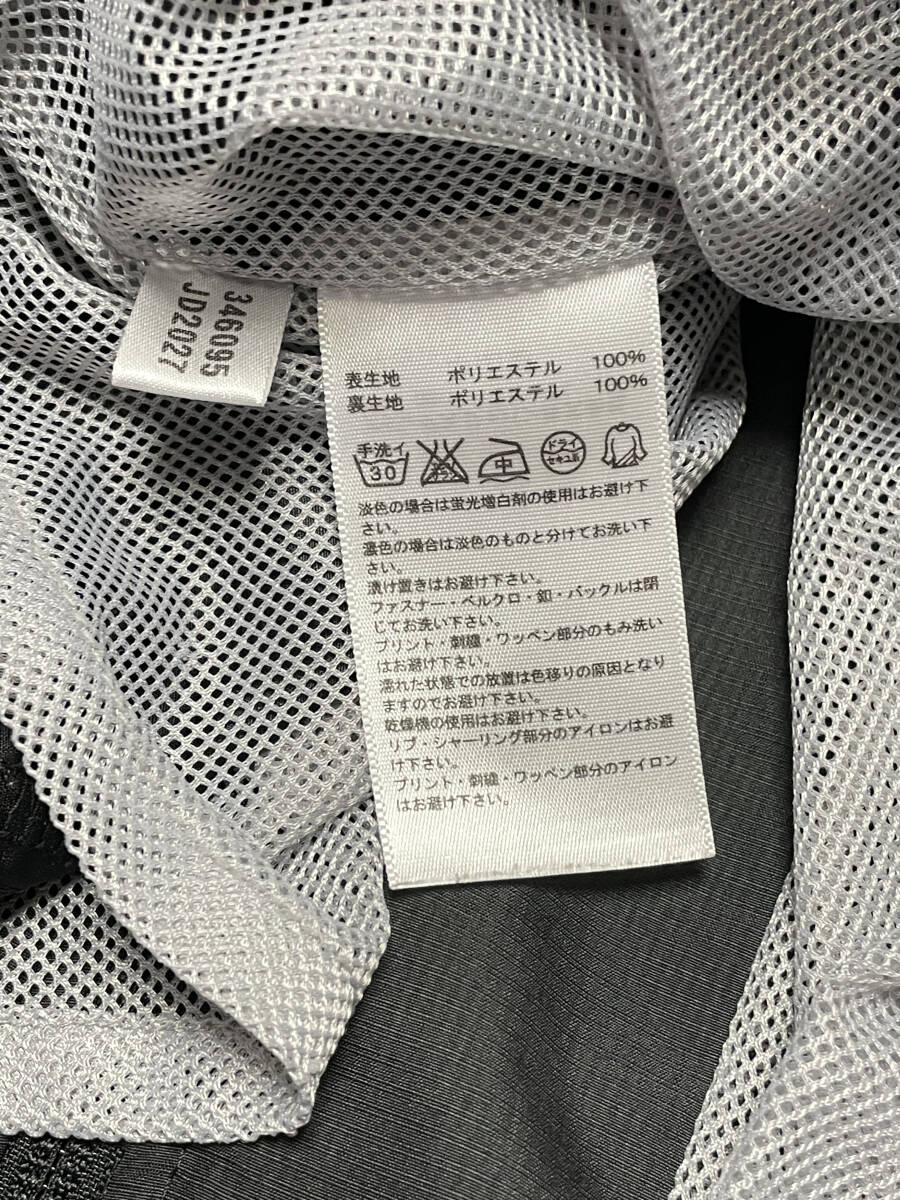 346095
JD2027
表生地 ポリエステル 100%
裏生地 ポリエステル 100%
手洗イ
30
中
ドライ
セキユ系
淡色の場合は蛍光増白剤の使用はお避け下
さい。
濃色の場合は淡色のものと分けてお洗い下
さい。
漬け置きはお避け下さい。
ファスナー・ベルクロ・釦・バックルは閉
じてお洗い下さい。
プリント・刺繍・ワッペン部分のもみ洗い
はお避け下さい。
濡れた状態での放置は色移りの原因となり
ますのでお避け下さい。
乾燥機の使用はお避け下さい。
リブ・シャーリング部分のアイロンはお避
け下さい。
プリント・刺繍・ワッペン部分のアイロン
はお避け下さい。